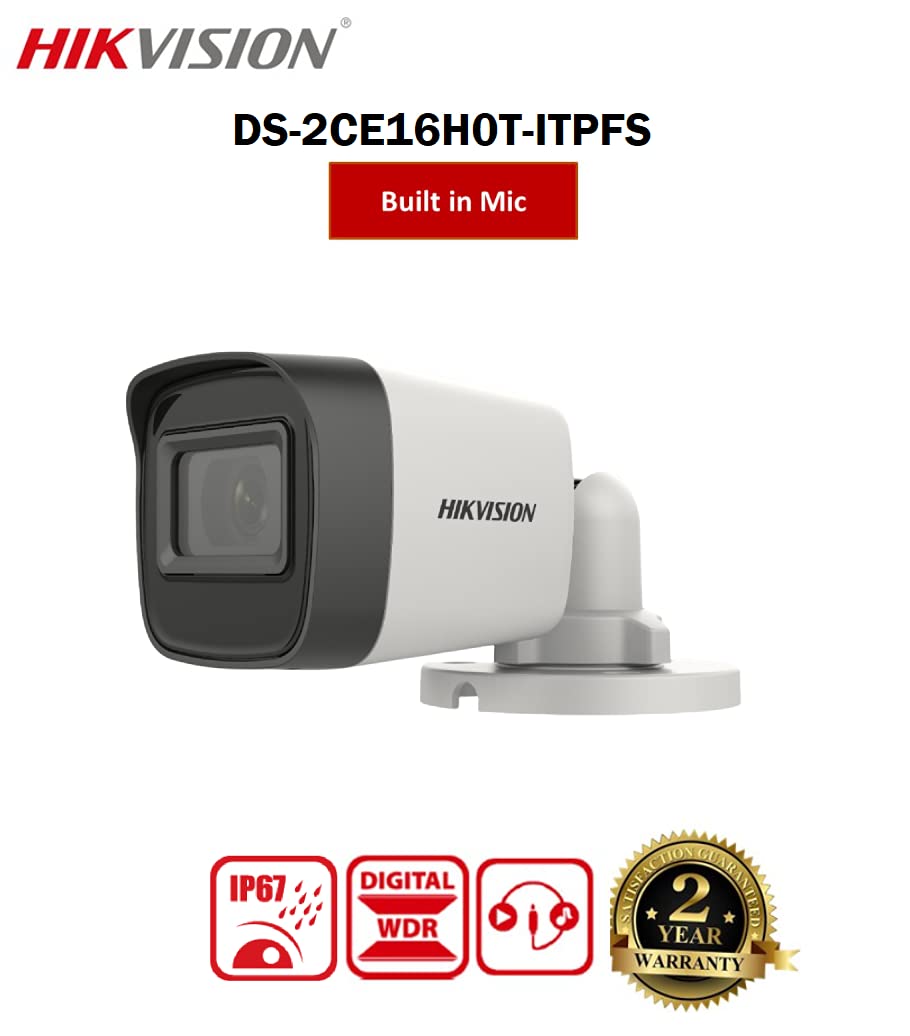 HIKVISION®
DS-2CE16H0T-ITPFS
Built in Mic
HIKVISION
IP67
DIGITAL
WDR
SATISFACTION GUARANTEED
2
YEAR
WARRANTY